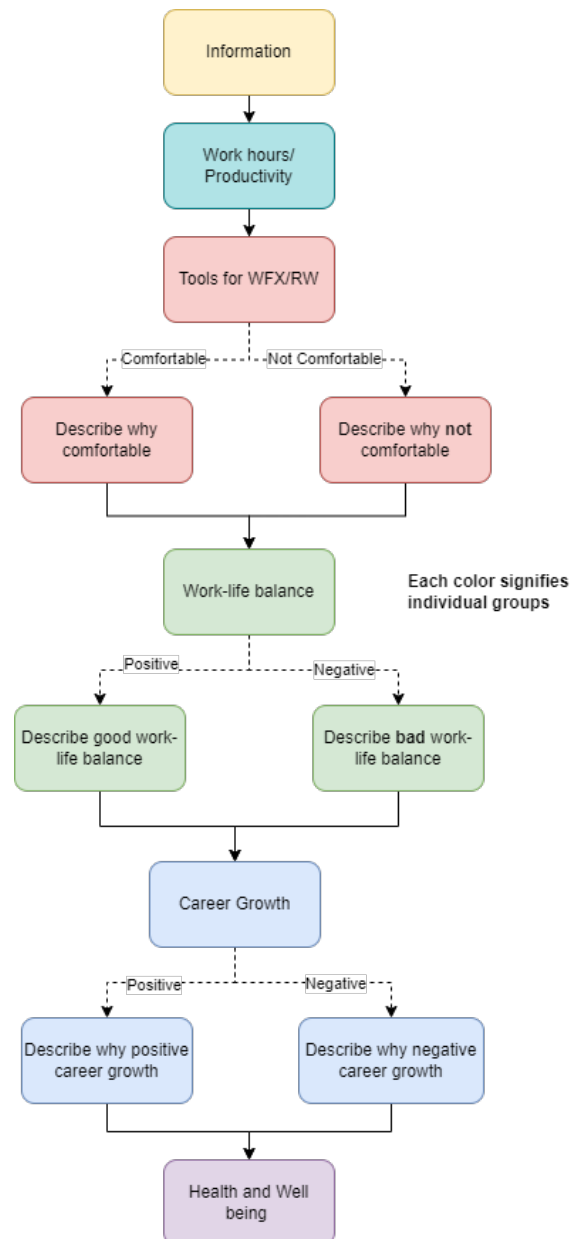 Information
Work hours/
Productivity
Tools for WFX/RW
Comfortable
Not Comfortable
Describe why
comfortable
Describe why not
comfortable
Work-life balance
Each color signifies
individual groups
Positive
Negative
Describe good work-
life balance
Describe bad work-
life balance
Career Growth
Positive
Negative
Describe why positive
career growth
Describe why negative
career growth
Health and Well
being